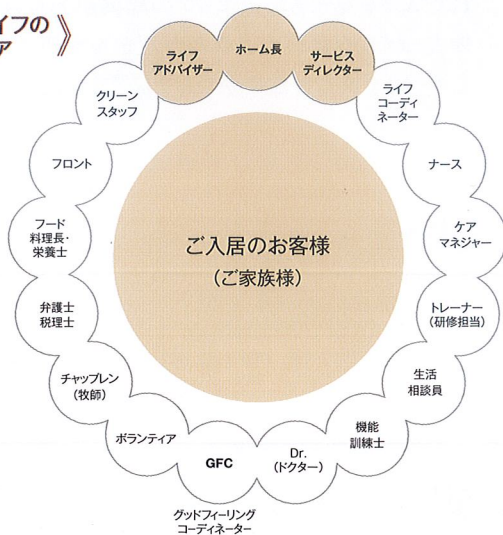 イフの
ア 》
ライフ
アドバイザー
ホーム長
サービス
ディレクター
ライフ
コーディ
ネーター
ナース
ケア
マネジャー
トレーナー
(研修担当)
生活
相談員
機能
訓練士
Dr.
(ドクター)
GFC
グッドフィーリング
コーディネーター
ボランティア
チャップレン
(牧師)
弁護士
税理士
フード
料理長・
栄養士
フロント
クリーン
スタッフ
ご入居のお客様
(ご家族様)